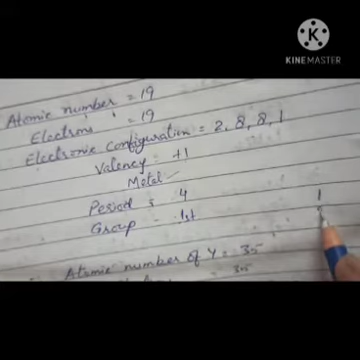 KINEMASTER
Atomic number = 19
Electrons = 19
Electronic configuration = 2, 8, 8, 1
Valency = +1
Metal ✓
Period = 4
Group - 1st
1
Atomic number of Y = 35
= 35